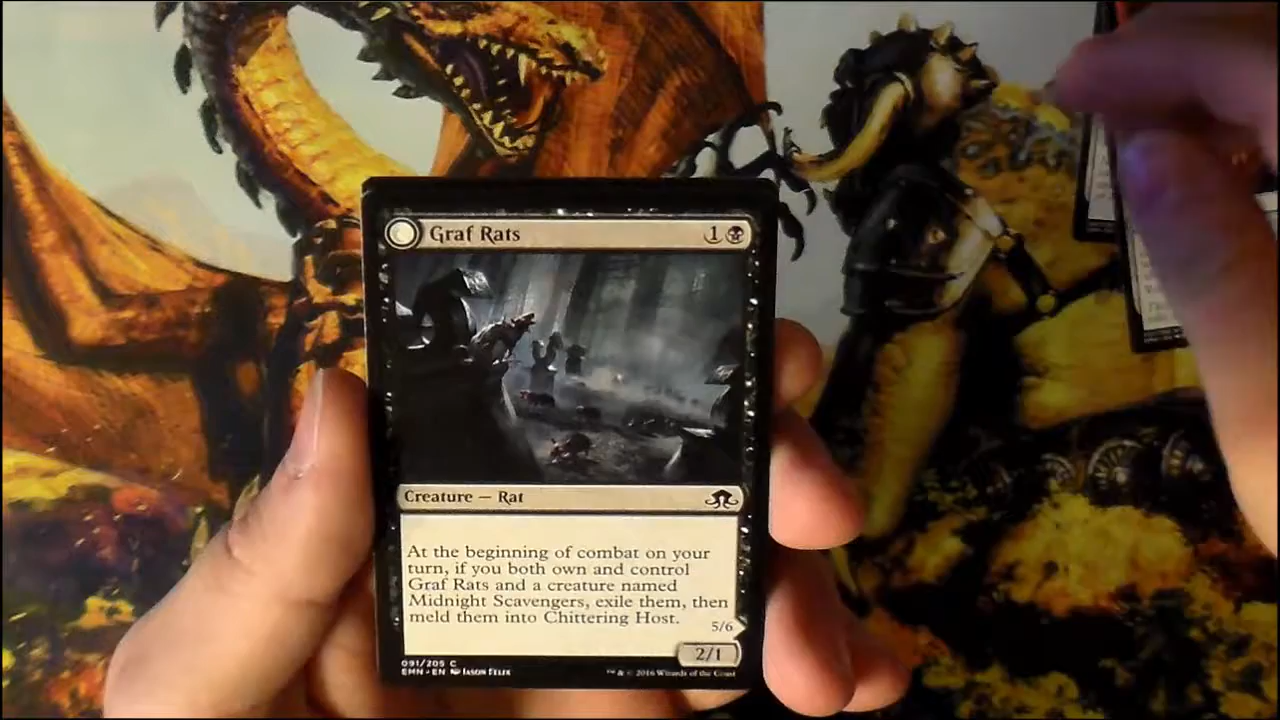 Graf Rats 1
Creature — Rat
At the beginning of combat on your
turn, if you both own and control
Graf Rats and a creature named
Midnight Scavengers, exile them, then
meld them into Chittering Host.
5/6
2/1
091/205 C
EMN • EN JASON FELIX
™ & © 2016 Wizards of the Coast